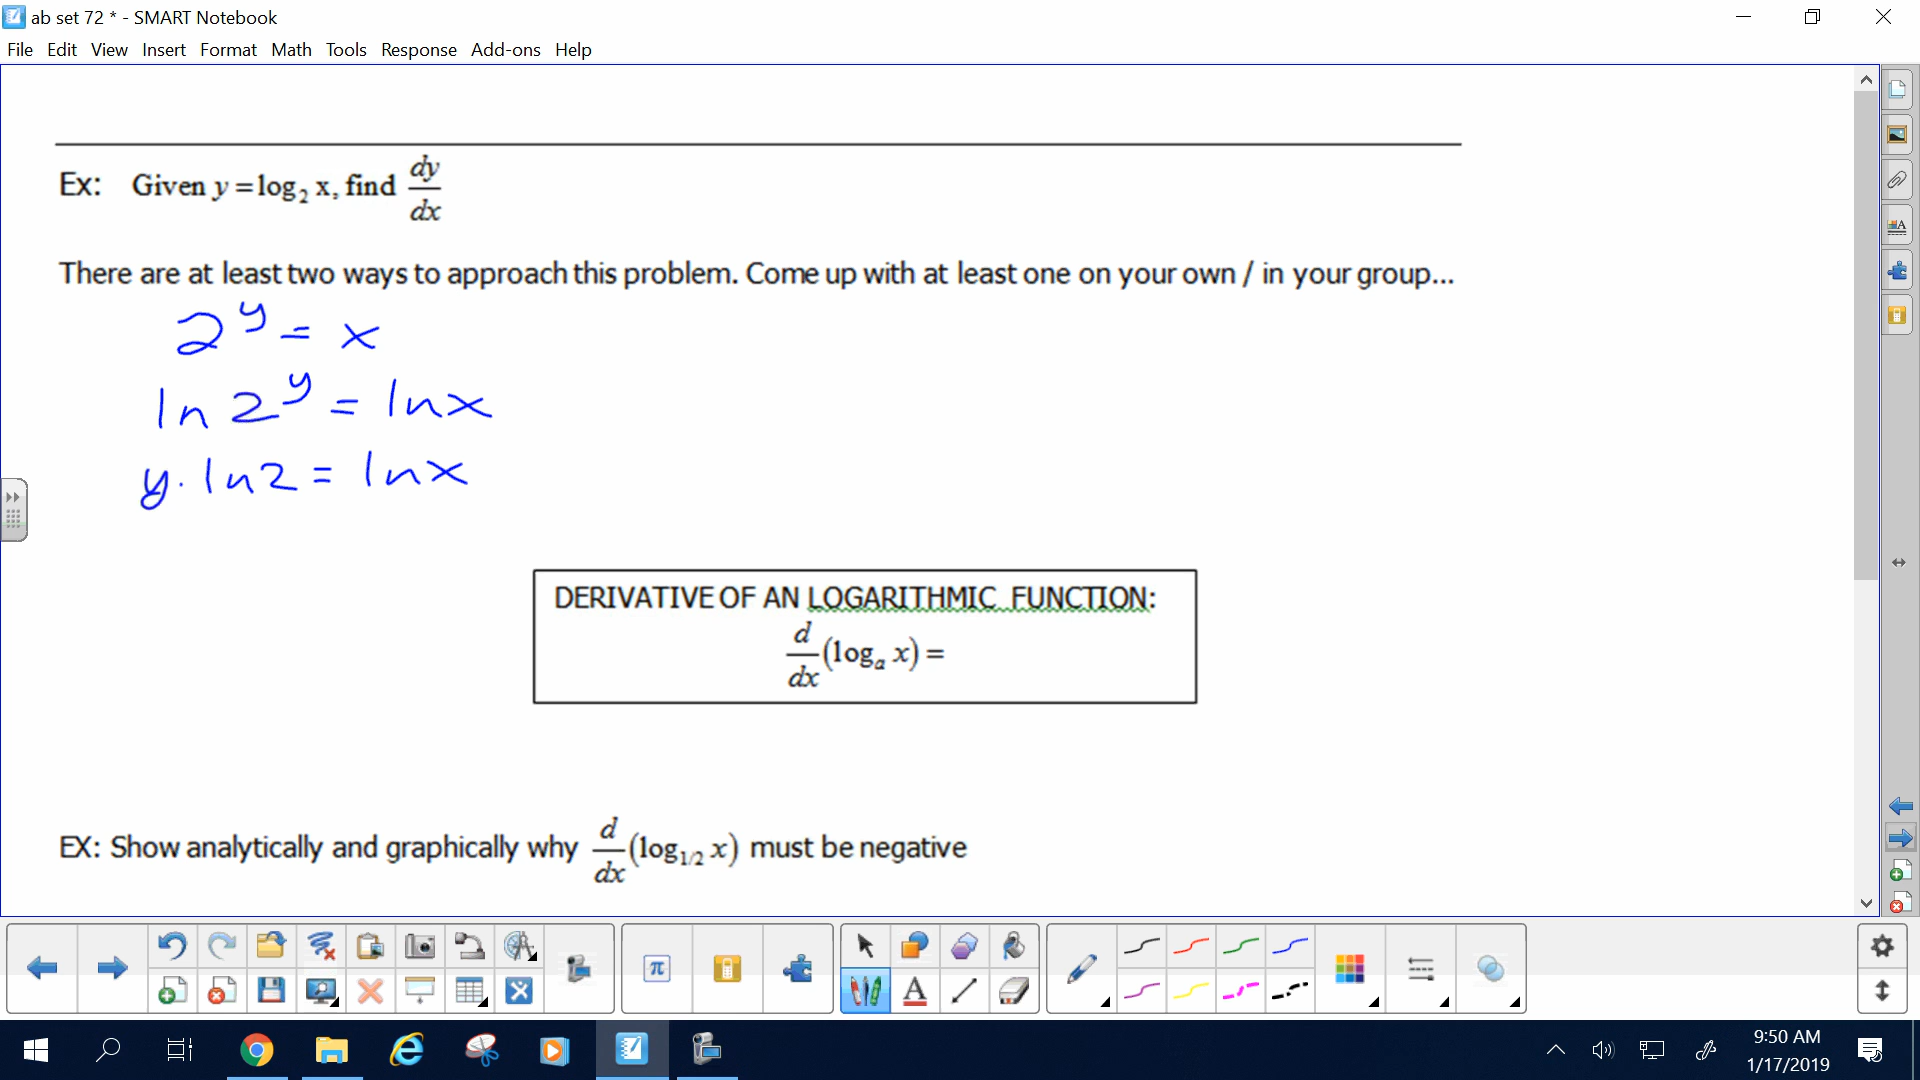 ab set 72 * - SMART Notebook
File Edit View Insert Format Math Tools Response Add-ons Help
Ex: Given y = log₂ x, find dy/dx
There are at least two ways to approach this problem. Come up with at least one on your own / in your group...
2^y = x
ln 2^y = ln x
y · ln 2 = ln x
DERIVATIVE OF AN LOGARITHMIC FUNCTION:
d/dx (logₐ x) =
EX: Show analytically and graphically why d/dx (log_{1/2} x) must be negative
π
A
9:50 AM
1/17/2019